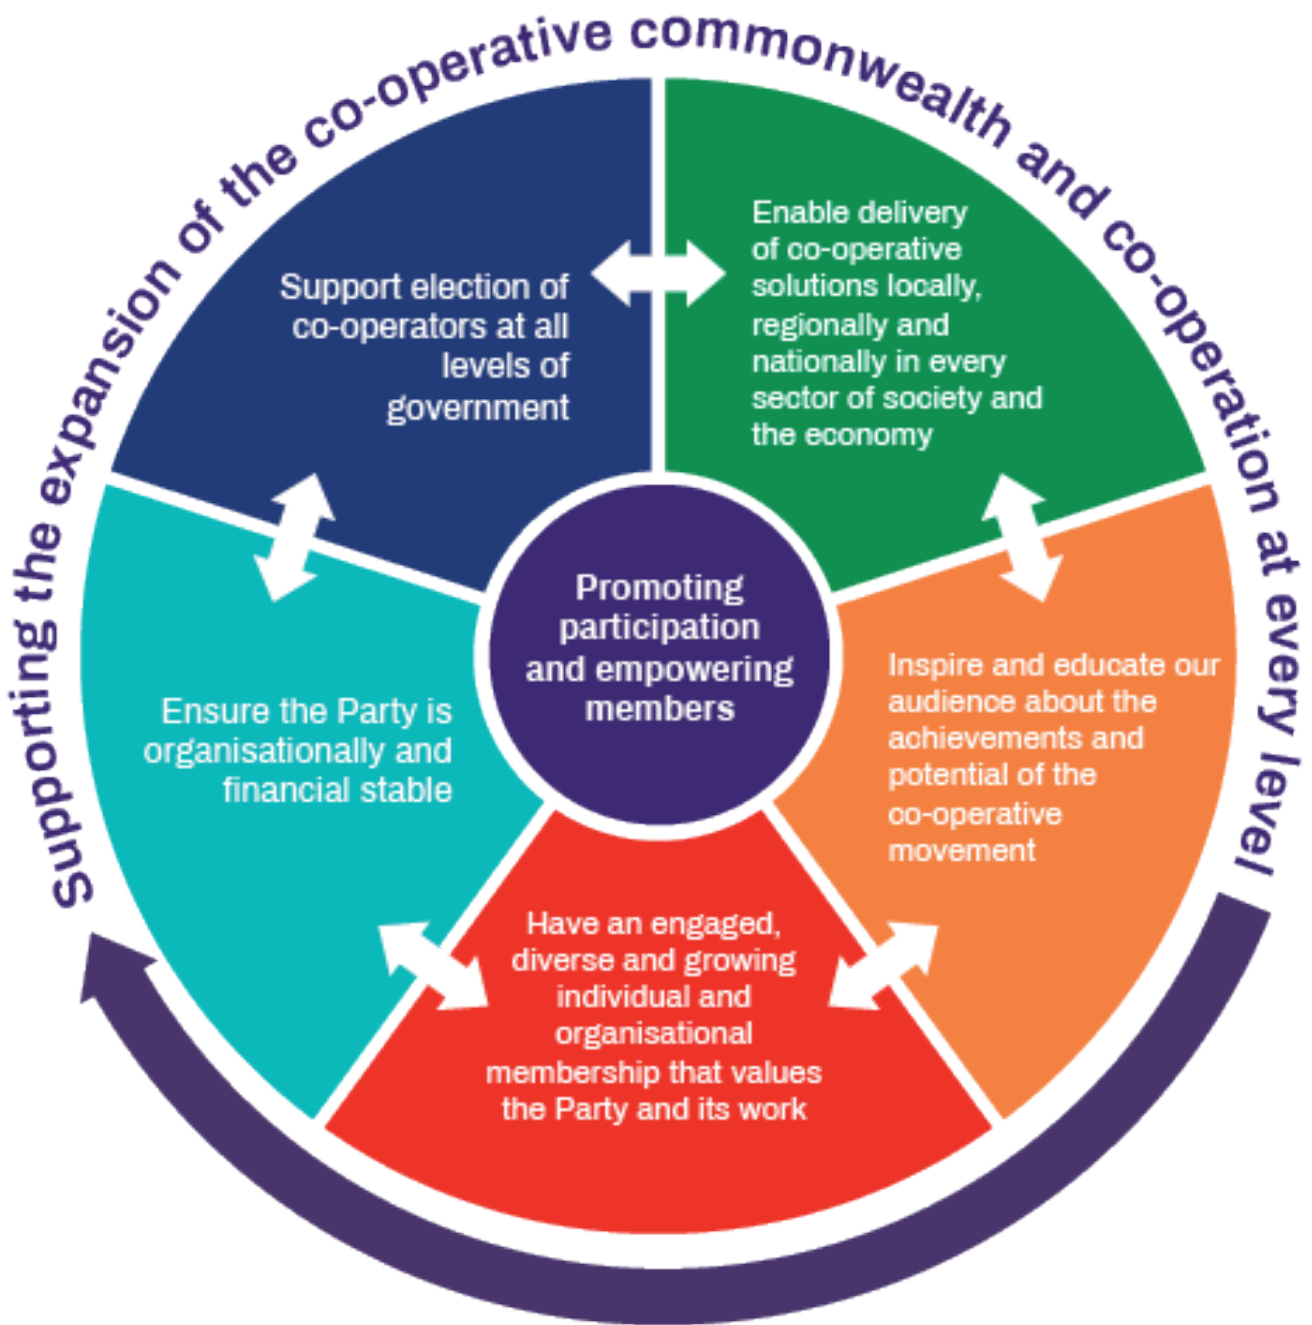 Supporting the expansion of the co-operative commonwealth and co-operation at every level
Support election of
co-operators at all
levels of
government
Enable delivery
of co-operative
solutions locally,
regionally and
nationally in every
sector of society and
the economy
Promoting
participation
and empowering
members
Ensure the Party is
organisationally and
financial stable
Inspire and educate our
audience about the
achievements and
potential of the
co-operative
movement
Have an engaged,
diverse and growing
individual and
organisational
membership that values
the Party and its work